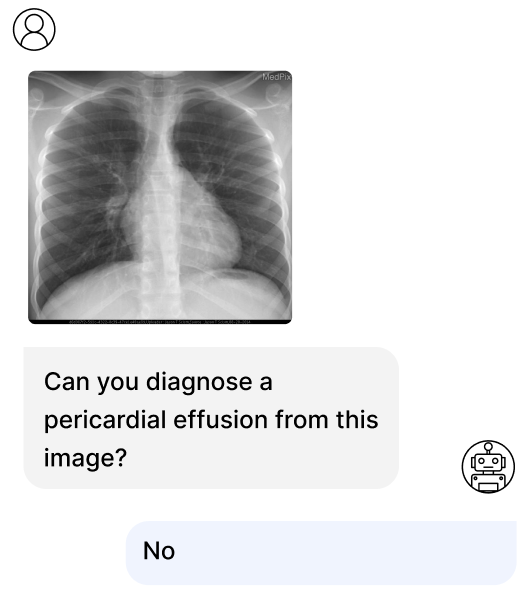 MedPix
Can you diagnose a
pericardial effusion from this
image?
No